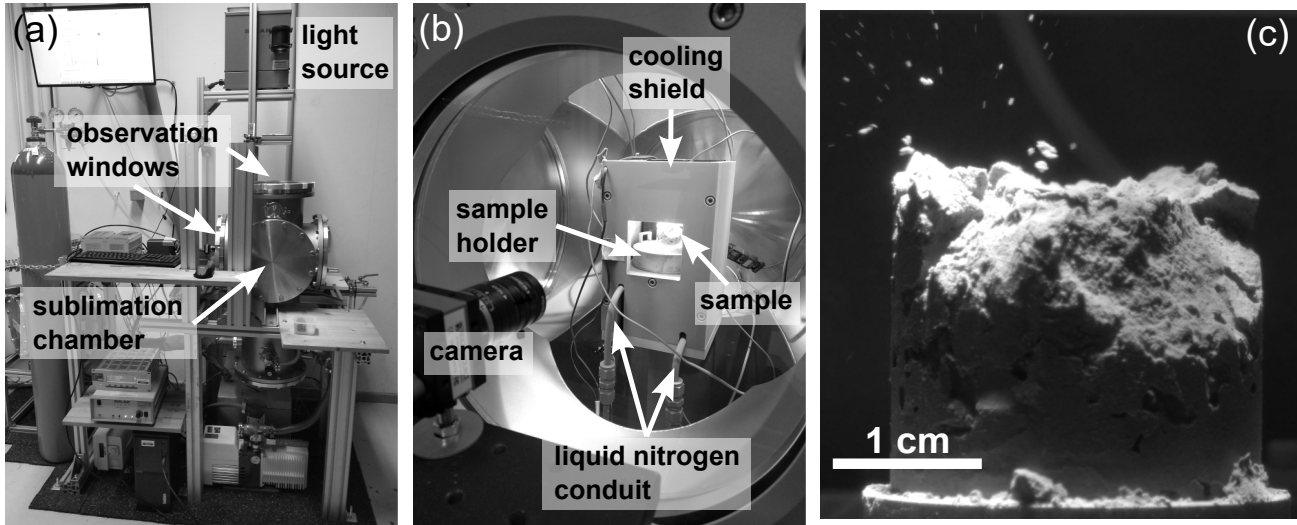 (a)
light
source
observation
windows
sublimation
chamber
(b)
cooling
shield
sample
holder
sample
camera
liquid nitrogen
conduit
(c)
1 cm